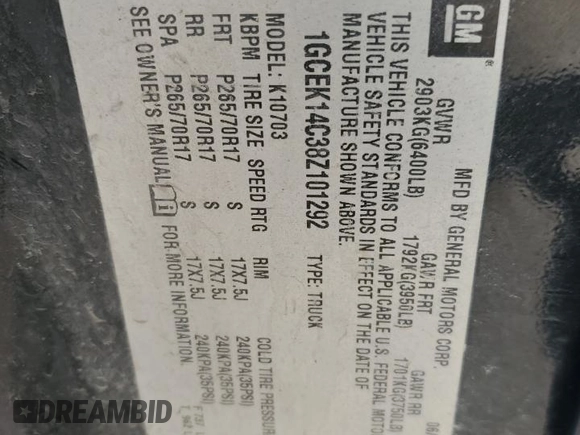 GM ®
MFD BY GENERAL MOTORS CORP
GVWR GAWR FRT GAWR RR
2903KG(6400LB) 1792KG(3950LB) 1701KG(3750LB)
THIS VEHICLE CONFORMS TO ALL APPLICABLE U.S. FEDERAL
VEHICLE SAFETY STANDARDS IN EFFECT ON THE DATE OF
MANUFACTURE SHOWN ABOVE.
1GCEK14C38Z101292 TYPE: TRUCK
MODEL: K10703
KBPM TIRE SIZE SPEED RTG RIM COLD TIRE PRESSURE
FRT P265/70R17 S 17X7.5J 240KPA(35PSI)
RR P265/70R17 S 17X7.5J 240KPA(35PSI)
SPA P265/70R17 S 17X7.5J 240KPA(35PSI)
SEE OWNER'S MANUAL FOR MORE INFORMATION
DREAMBID